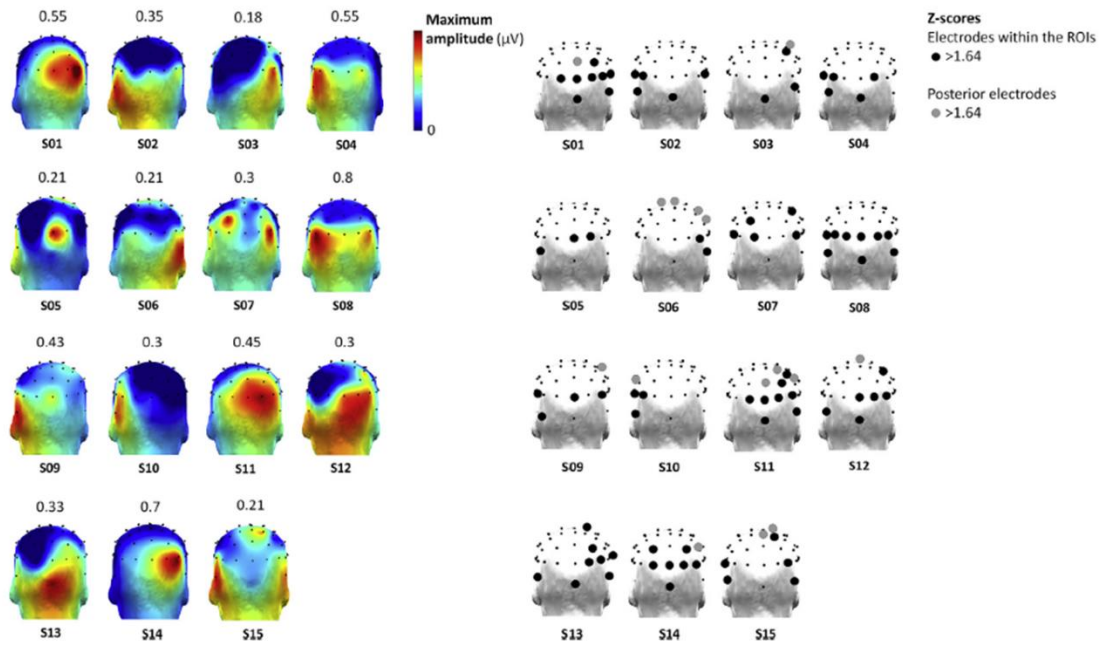 0.55 0.35 0.18 0.55
Maximum
amplitude (μV)
0
S01 S02 S03 S04
S01 S02 S03 S04
Z-scores
Electrodes within the ROIs
>1.64
Posterior electrodes
>1.64
0.21 0.21 0.3 0.8
S05 S06 S07 S08
S05 S06 S07 S08
0.43 0.3 0.45 0.3
S09 S10 S11 S12
S09 S10 S11 S12
0.33 0.7 0.21
S13 S14 S15
S13 S14 S15